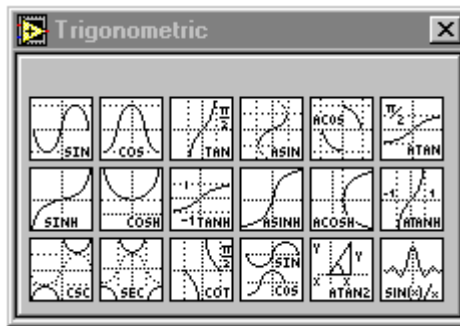 Trigonometric
SIN COS TAN π/2 ASIN ACOS π/2 ATAN
SINH COSH -1 -1 TANH ASINH ACOSH -1 1 ATANH
CSC SEC COT π/2 SIN COS Y X X Y ATAN2 SIN(x)/x